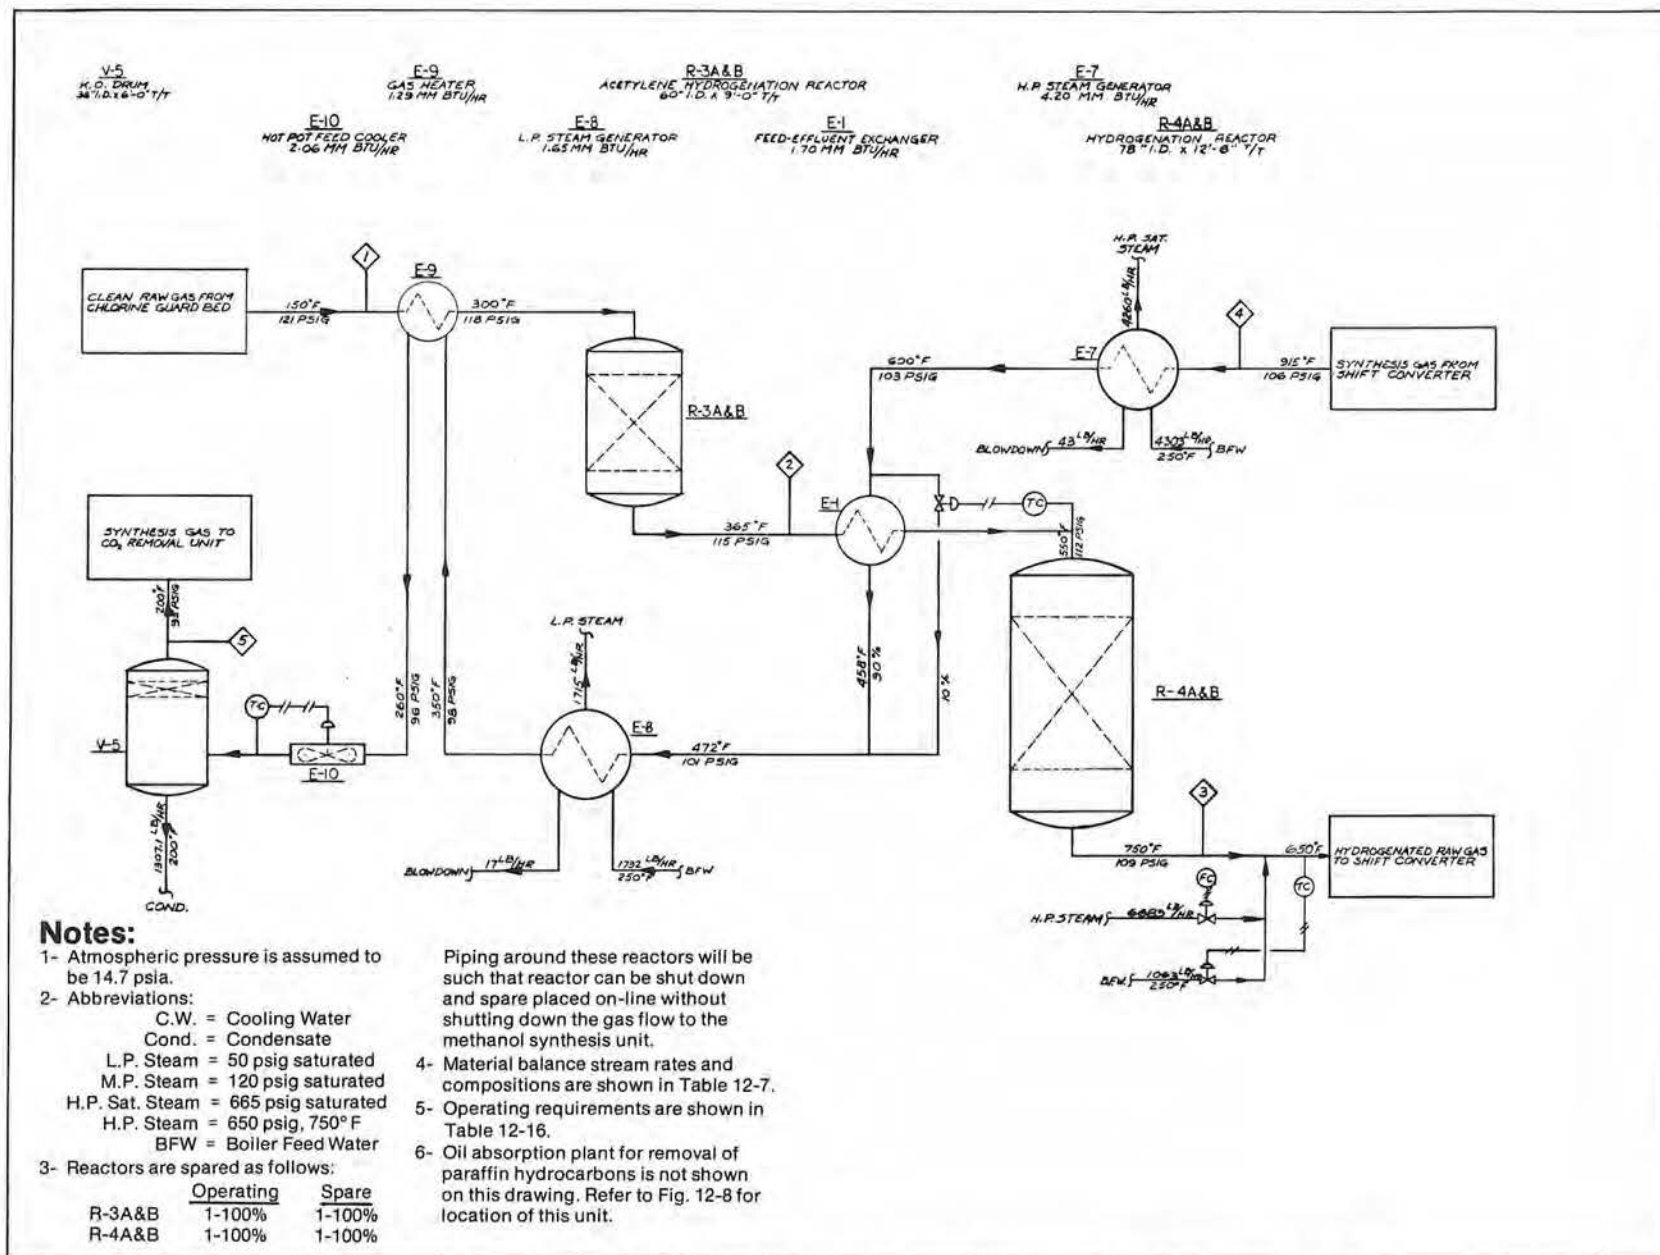 V-5
K.O. DRUM
36" I.D. x 6'-0" T/T
E-9
GAS HEATER
1.29 MM BTU/HR
R-3A&B
ACETYLENE HYDROGENATION REACTOR
60" I.D. x 9'-0" T/T
E-7
H.P. STEAM GENERATOR
4.20 MM BTU/HR
E-10
HOT POT FEED COOLER
2.06 MM BTU/HR
E-8
L.P. STEAM GENERATOR
1.65 MM BTU/HR
E-1
FEED-EFFLUENT EXCHANGER
1.70 MM BTU/HR
R-4A&B
HYDROGENATION REACTOR
78" I.D. x 12'-6" T/T
CLEAN RAW GAS FROM
CHLORINE GUARD BED
150°F
121 PSIG
1
E-9
300°F
118 PSIG
R-3A&B
H.P. SAT.
STEAM
4260 LB/HR
E-7
600°F
103 PSIG
4
915°F
106 PSIG
SYNTHESIS GAS FROM
SHIFT CONVERTER
BLOWDOWN
43 LB/HR
4303 LB/HR
250°F
BFW
2
365°F
115 PSIG
E-1
TC
550°F
112 PSIG
SYNTHESIS GAS TO
CO₂ REMOVAL UNIT
200°F
5
V-5
TC
E-10
260°F
96 PSIG
350°F
98 PSIG
L.P. STEAM
1715 LB/HR
E-8
472°F
101 PSIG
458°F
90%
10%
R-4A&B
1307.1 LB/HR
200°F
COND.
BLOWDOWN
17 LB/HR
1732 LB/HR
250°F
BFW
3
750°F
109 PSIG
650°F
HYDROGENATED RAW GAS
TO SHIFT CONVERTER
FC
TC
H.P. STEAM
BFW
1063 LB/HR
250°F
Notes:
1- Atmospheric pressure is assumed to
be 14.7 psia.
2- Abbreviations:
C.W. = Cooling Water
Cond. = Condensate
L.P. Steam = 50 psig saturated
M.P. Steam = 120 psig saturated
H.P. Sat. Steam = 665 psig saturated
H.P. Steam = 650 psig, 750° F
BFW = Boiler Feed Water
3- Reactors are spared as follows:
Operating Spare
R-3A&B 1-100% 1-100%
R-4A&B 1-100% 1-100%
Piping around these reactors will be
such that reactor can be shut down
and spare placed on-line without
shutting down the gas flow to the
methanol synthesis unit.
4- Material balance stream rates and
compositions are shown in Table 12-7.
5- Operating requirements are shown in
Table 12-16.
6- Oil absorption plant for removal of
paraffin hydrocarbons is not shown
on this drawing. Refer to Fig. 12-8 for
location of this unit.